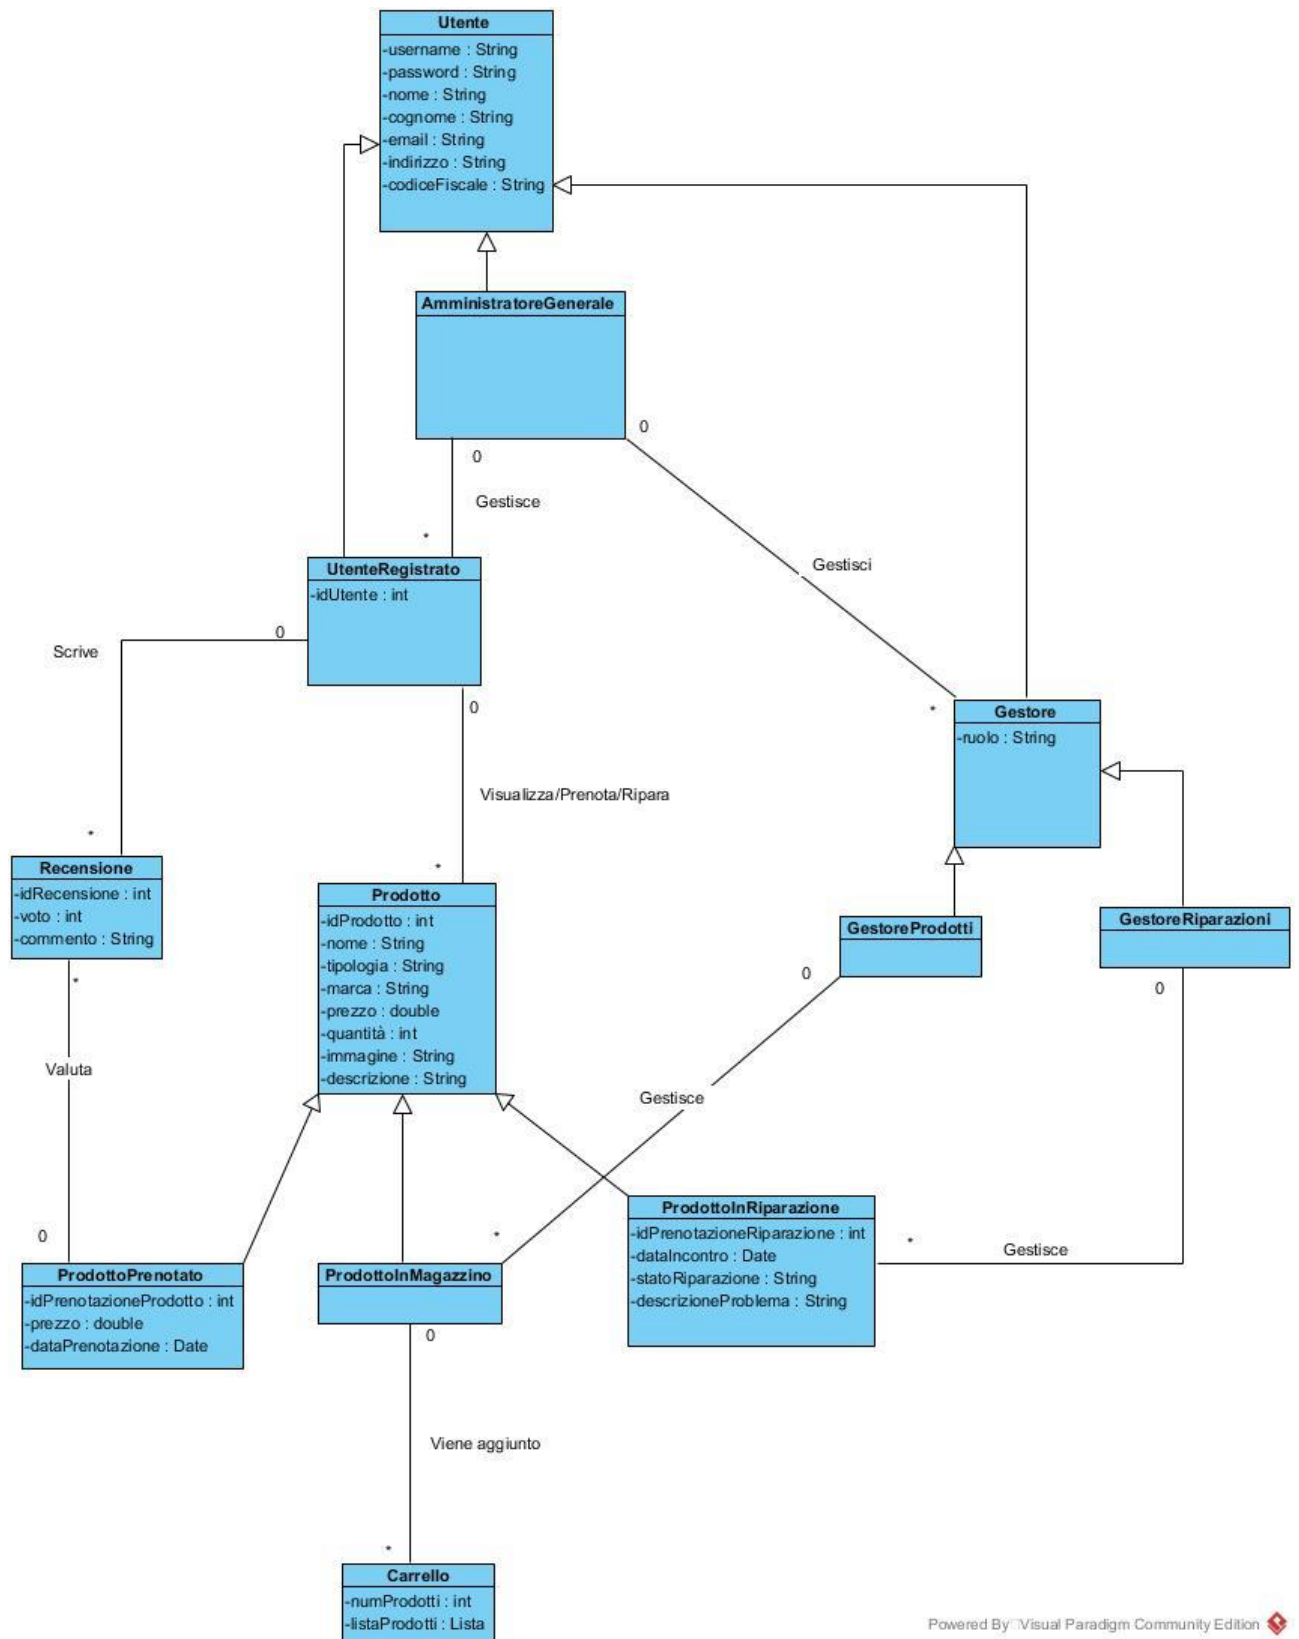 Utente
-username : String
-password : String
-nome : String
-cognome : String
-email : String
-indirizzo : String
-codiceFiscale : String
AmministratoreGenerale
0
0
Gestisce
*
Gestisci
UtenteRegistrato
-idUtente : int
0
Scrive
0
*
Gestore
-ruolo : String
Visualizza/Prenota/Ripara
*
*
Recensione
-idRecensione : int
-voto : int
-commento : String
*
Prodotto
-idProdotto : int
-nome : String
-tipologia : String
-marca : String
-prezzo : double
-quantità : int
-immagine : String
-descrizione : String
GestoreProdotti
0
GestoreRiparazioni
0
Valuta
Gestisce
0
*
ProdottoInRiparazione
-idPrenotazioneRiparazione : int
-dataIncontro : Date
-statoRiparazione : String
-descrizioneProblema : String
*
Gestisce
ProdottoPrenotato
-idPrenotazioneProdotto : int
-prezzo : double
-dataPrenotazione : Date
ProdottoInMagazzino
0
Viene aggiunto
*
Carrello
-numProdotti : int
-listaProdotti : Lista
Powered By Visual Paradigm Community Edition